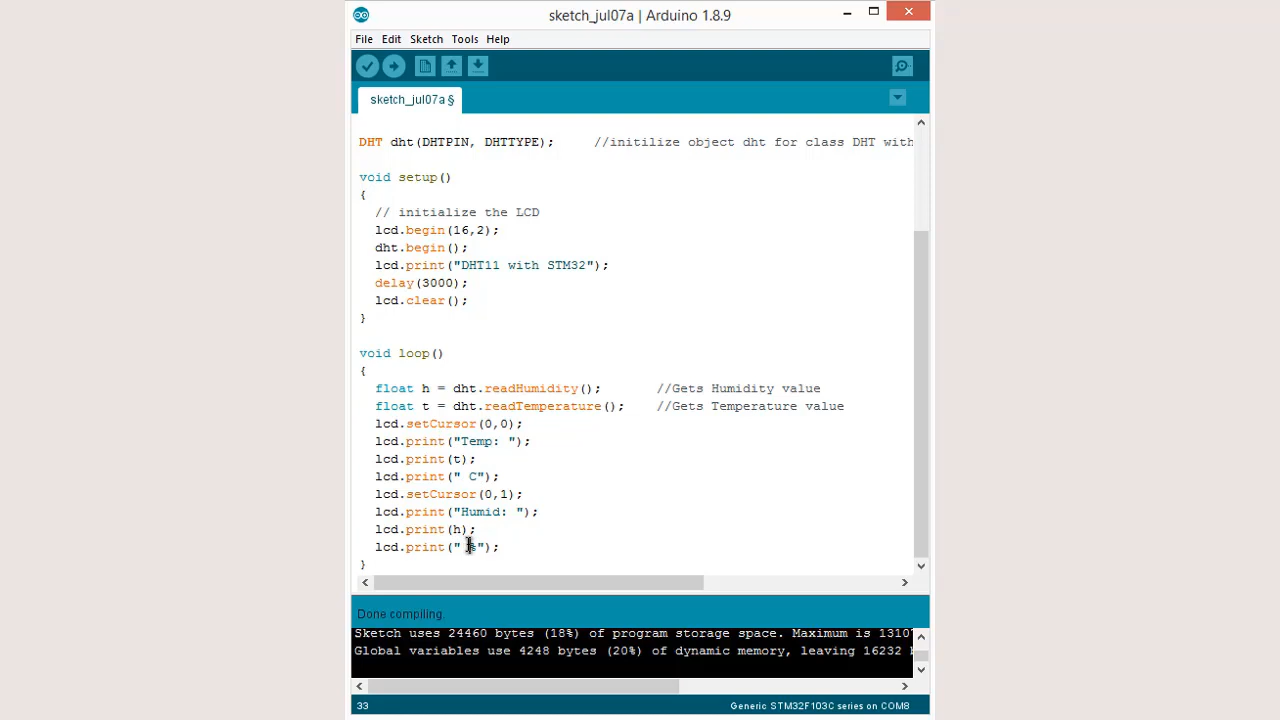 sketch_jul07a | Arduino 1.8.9
File Edit Sketch Tools Help
sketch_jul07a §
DHT dht(DHTPIN, DHTTYPE); //initilize object dht for class DHT with
void setup()
{
// initialize the LCD
lcd.begin(16,2);
dht.begin();
lcd.print("DHT11 with STM32");
delay(3000);
lcd.clear();
}
void loop()
{
float h = dht.readHumidity(); //Gets Humidity value
float t = dht.readTemperature(); //Gets Temperature value
lcd.setCursor(0,0);
lcd.print("Temp: ");
lcd.print(t);
lcd.print(" C");
lcd.setCursor(0,1);
lcd.print("Humid: ");
lcd.print(h);
lcd.print(" %");
}
Done compiling.
Sketch uses 24460 bytes (18%) of program storage space. Maximum is 1310
Global variables use 4248 bytes (20%) of dynamic memory, leaving 16232
33 Generic STM32F103C series on COM8